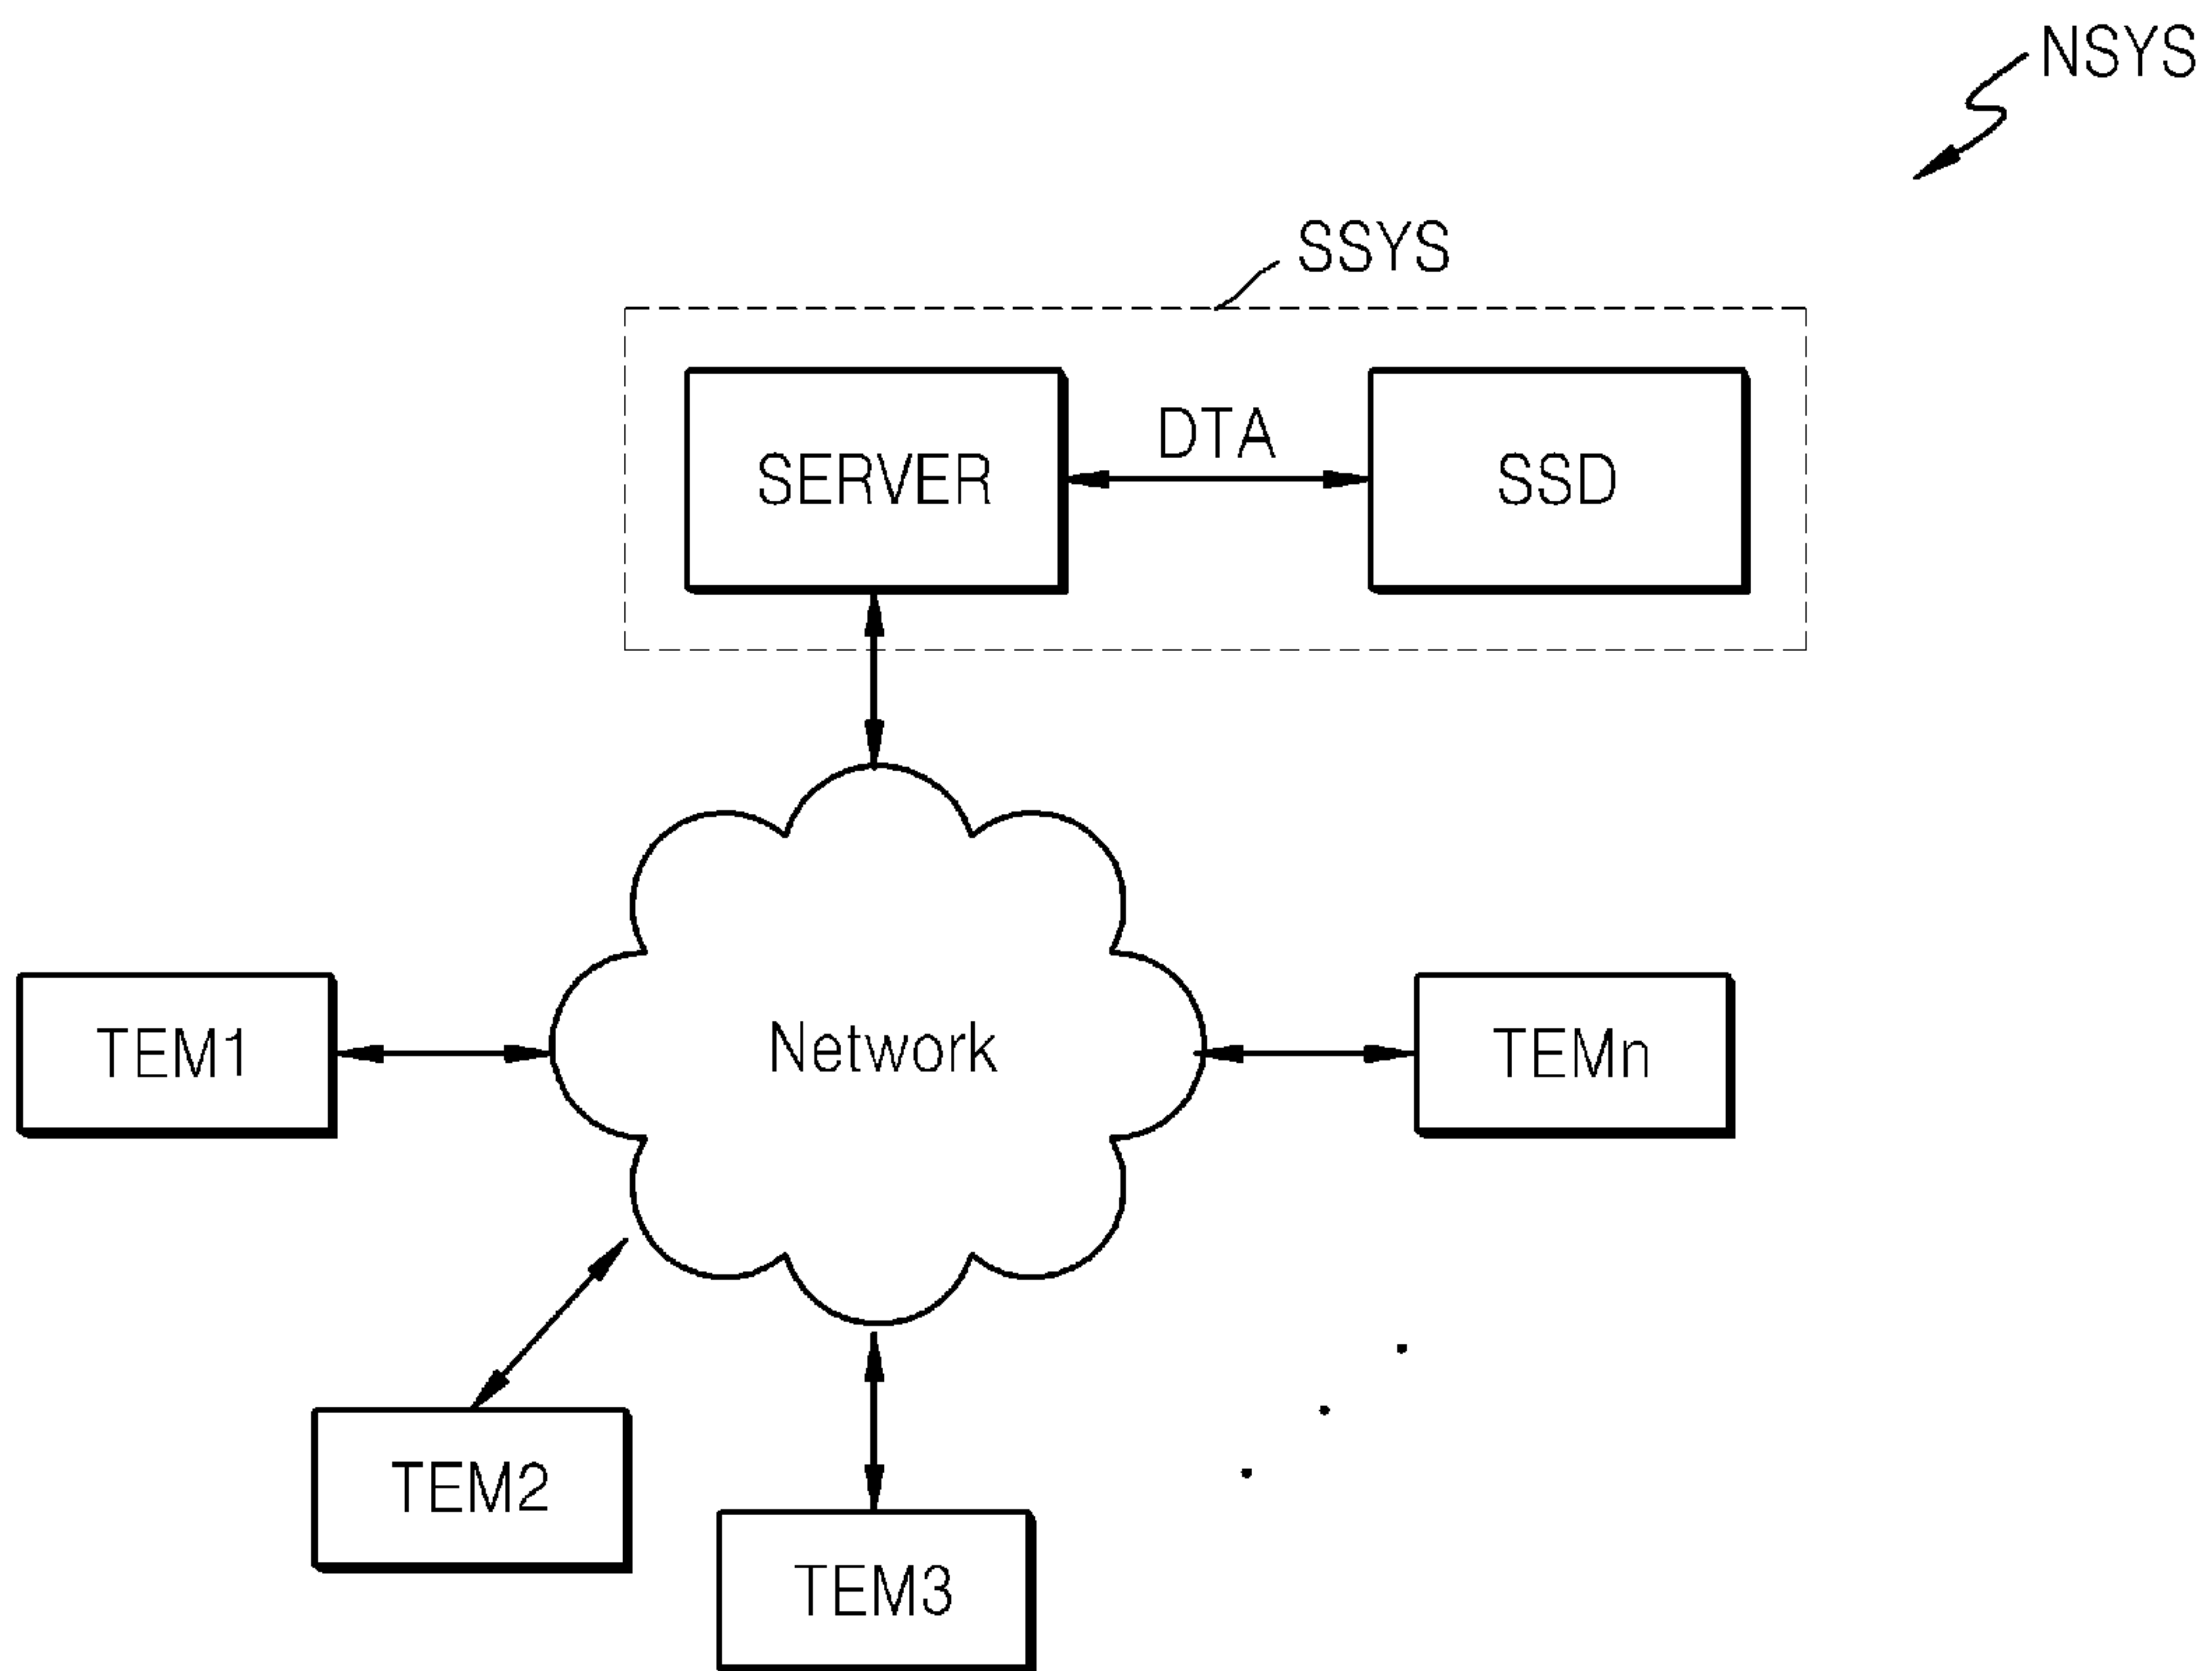 NSYS
SSYS
SERVER
DTA
SSD
Network
TEM1
TEMn
TEM2
TEM3